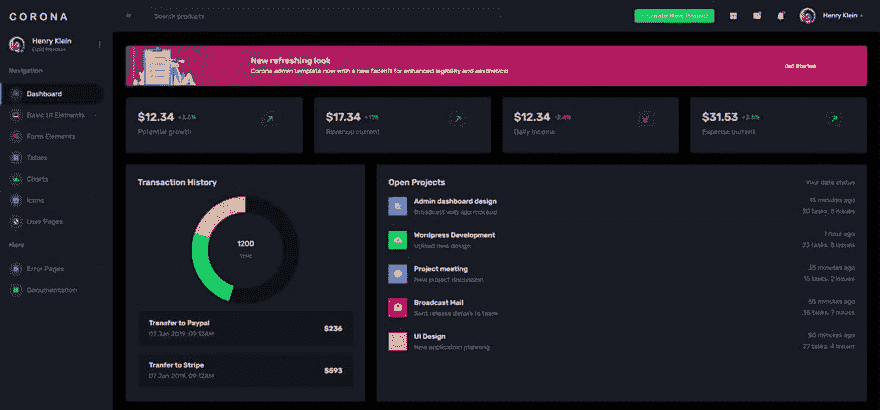 CORONA
Search products
+ Create New Project
Henry Klein
Henry Klein
Gold Member
Navigation
Dashboard
Basic UI Elements
Form Elements
Tables
Charts
Icons
User Pages
More
Error Pages
Documentation
New refreshing look
Corona admin template now with a new facelift for enhanced legibility and aesthetics!
Get Started
$12.34 +3.5%
Potential growth
$17.34 +11%
Revenue current
$12.34 -2.4%
Daily Income
$31.53 +3.5%
Expense current
Transaction History
1200
Total
Transfer to Paypal
07 Jan 2019, 09:12AM
$236
Tranfer to Stripe
07 Jan 2019, 09:12AM
$593
Open Projects
Your data status
Admin dashboard design
Broadcast web app mockup
15 minutes ago
30 tasks, 5 issues
Wordpress Development
Upload new design
1 hour ago
23 tasks, 5 issues
Project meeting
New project discussion
35 minutes ago
15 tasks, 2 issues
Broadcast Mail
Sent release details to team
55 minutes ago
35 tasks, 7 issues
UI Design
New application planning
50 minutes ago
27 tasks, 4 issues